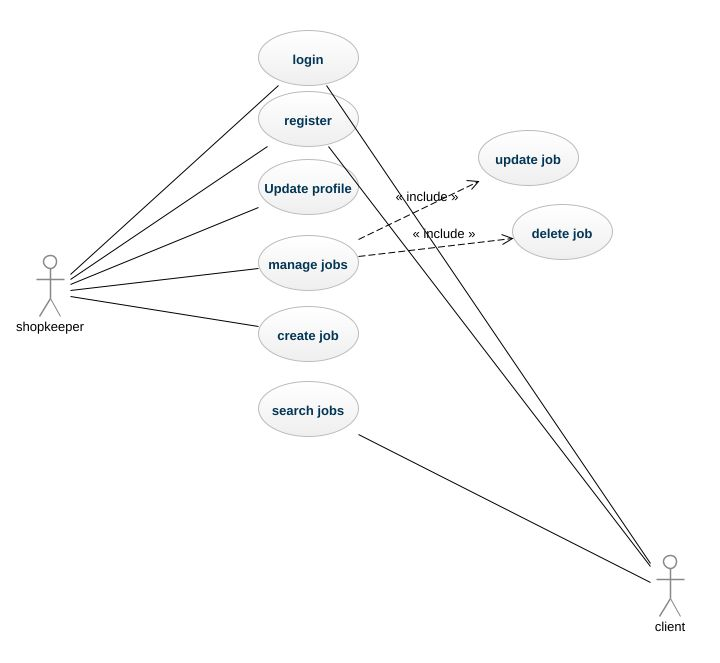 login
register
update job
Update profile
« include »
« include »
delete job
manage jobs
shopkeeper
create job
search jobs
client